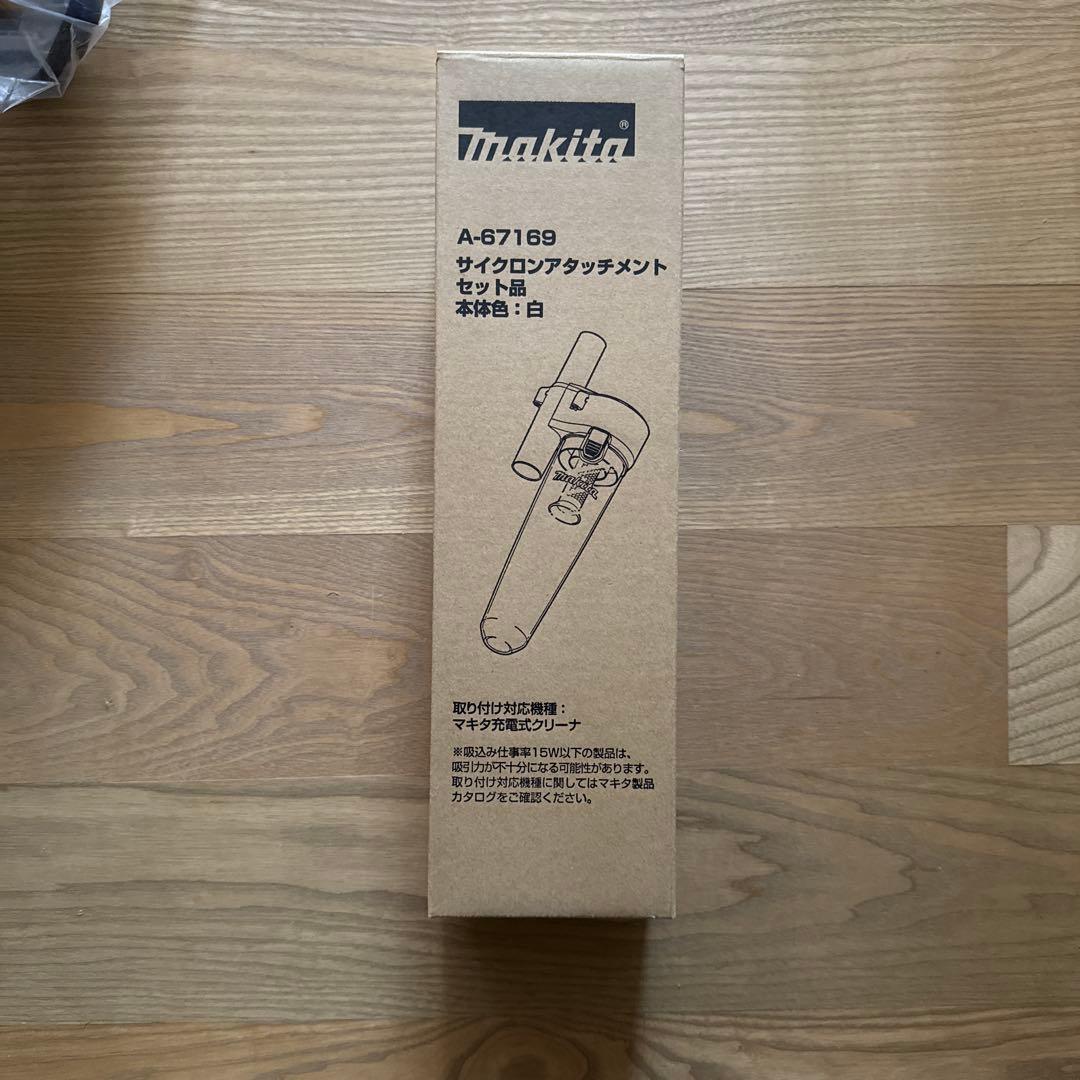 makita®
A-67169
サイクロンアタッチメント
セット品
本体色：白
makita
取り付け対応機種：
マキタ充電式クリーナ
※吸込み仕事率15W以下の製品は、
吸引力が不十分になる可能性があります。
取り付け対応機種に関してはマキタ製品
カタログをご確認ください。